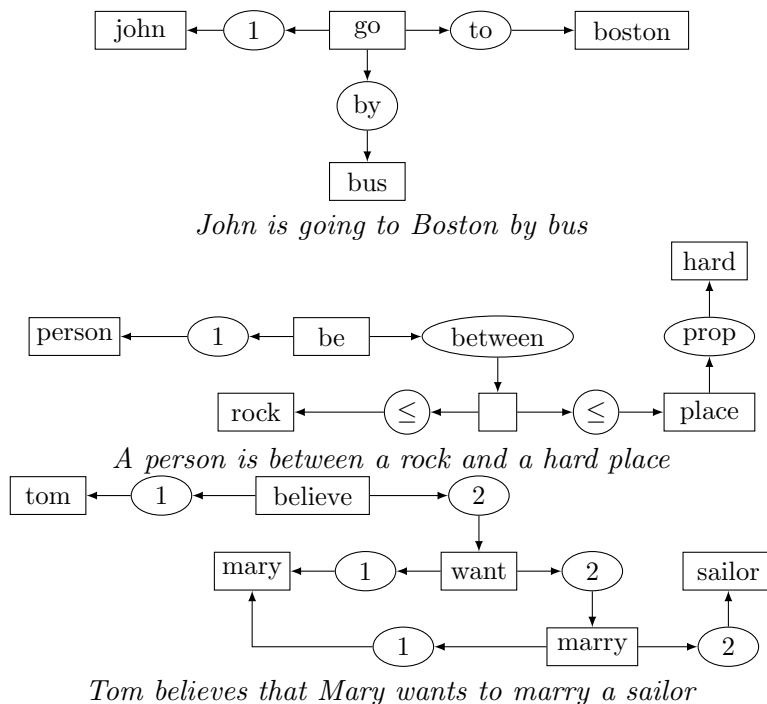 john 1 go to boston
by
bus
John is going to Boston by bus
hard
person 1 be between prop
rock ≤ ≤ place
A person is between a rock and a hard place
tom 1 believe 2
mary 1 want 2 sailor
1 marry 2
Tom believes that Mary wants to marry a sailor